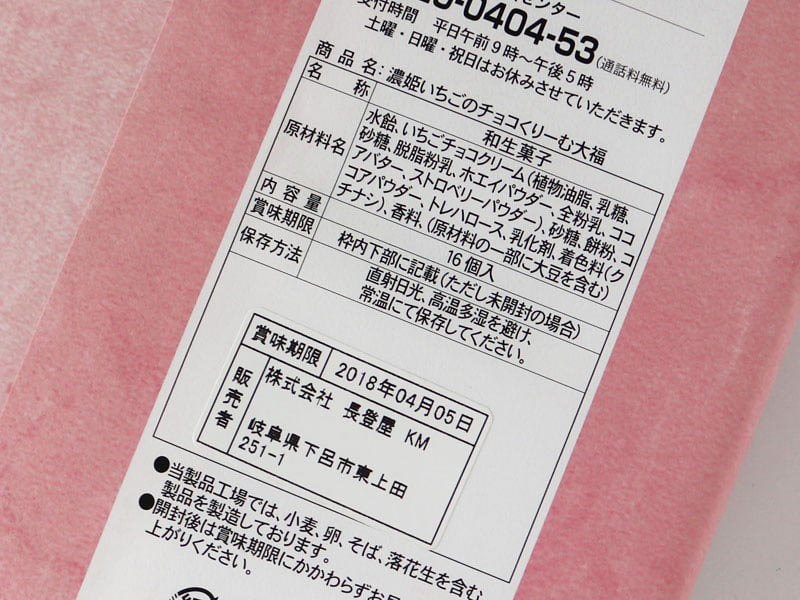 センター
0-0404-53(通話料無料)
受付時間 平日午前9時〜午後5時
土曜・日曜・祝日はお休みさせていただきます。
商品名:濃姫いちごのチョコくりーむ大福
名称 和生菓子
原材料名 水飴、いちごチョコクリーム(植物油脂、乳糖、
砂糖、脱脂粉乳、ホエイパウダー、全粉乳、ココ
アバター、ストロベリーパウダー)、砂糖、餅粉、コ
コアパウダー、トレハロース、乳化剤、着色料(ク
チナシ)、香料、(原材料の一部に大豆を含む)
内容量 16個入
賞味期限 枠内下部に記載(ただし未開封の場合)
保存方法 直射日光、高温多湿を避け、
常温にて保存してください。
賞味期限 2018年04月05日
販売者 株式会社 長登屋 KM
岐阜県下呂市東上田
251-1
●当製品工場では、小麦、卵、そば、落花生を含む
製品を製造しております。
●開封後は賞味期限にかかわらずお
上がりください。